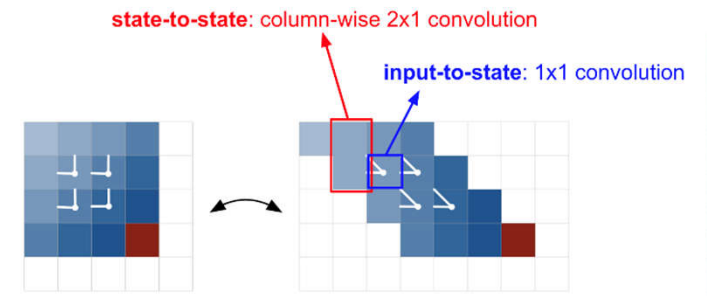 state-to-state: column-wise 2x1 convolution
input-to-state: 1x1 convolution